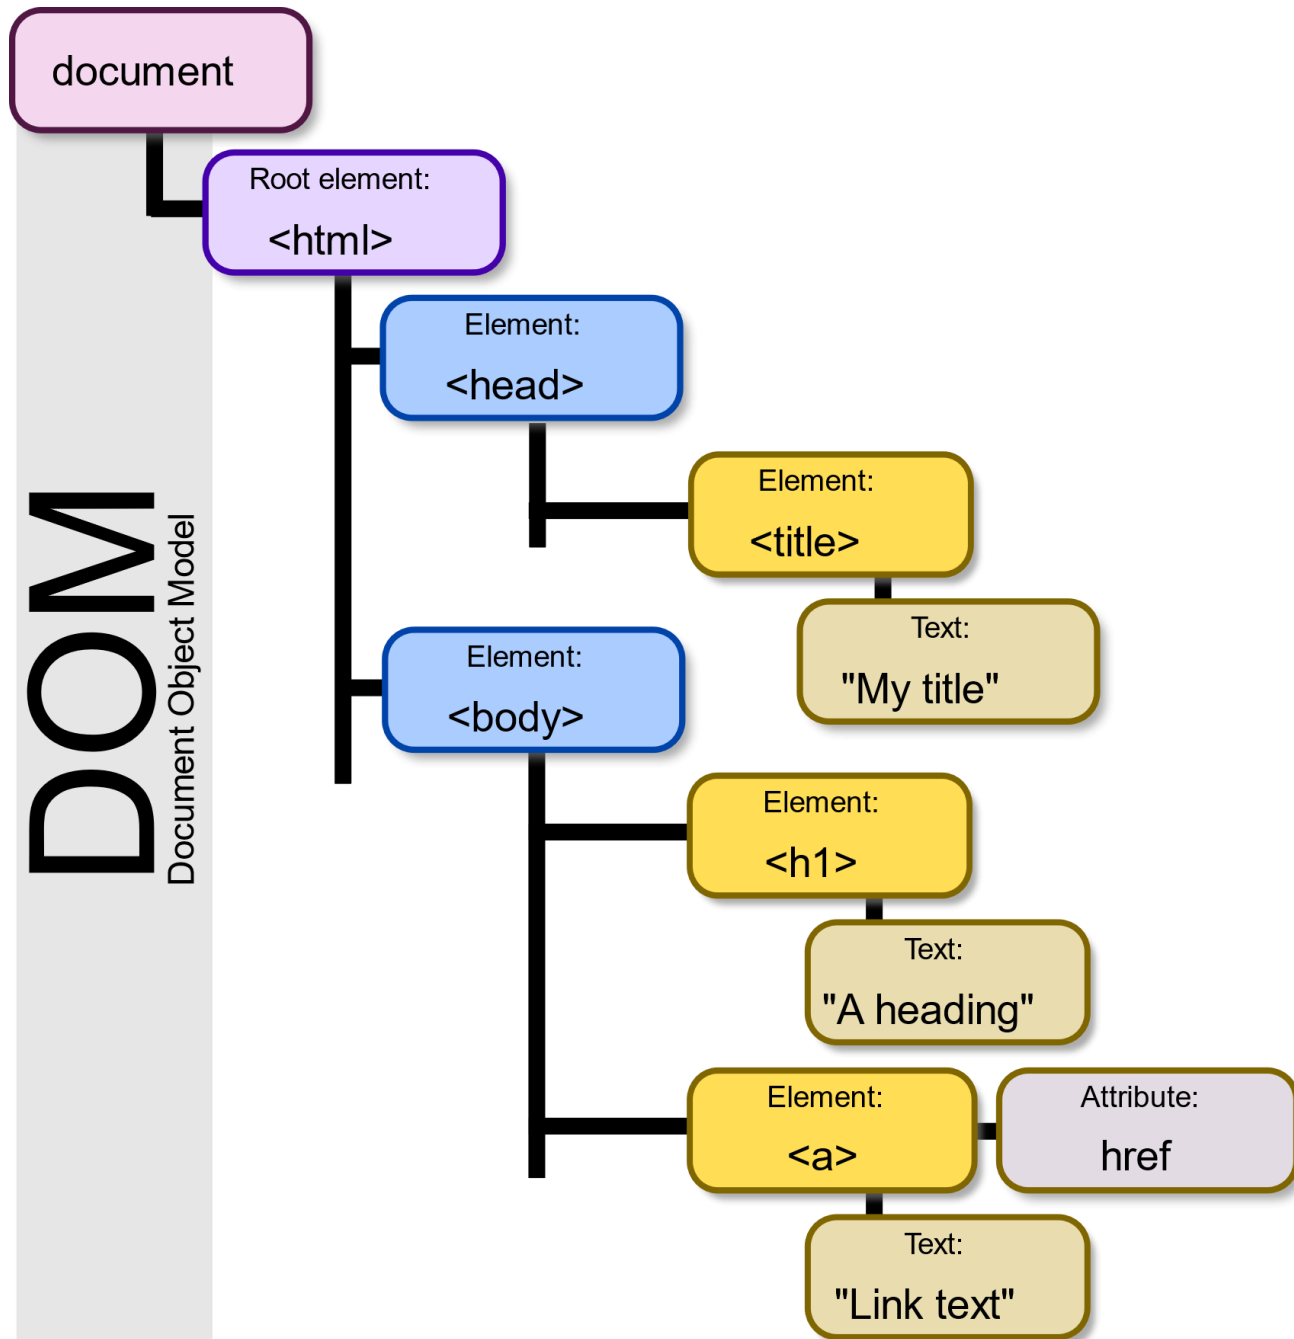 document
Root element:
<html>
Element:
<head>
Element:
<title>
Text:
"My title"
Element:
<body>
Element:
<h1>
Text:
"A heading"
Element:
<a>
Attribute:
href
Text:
"Link text"
DOM
Document Object Model